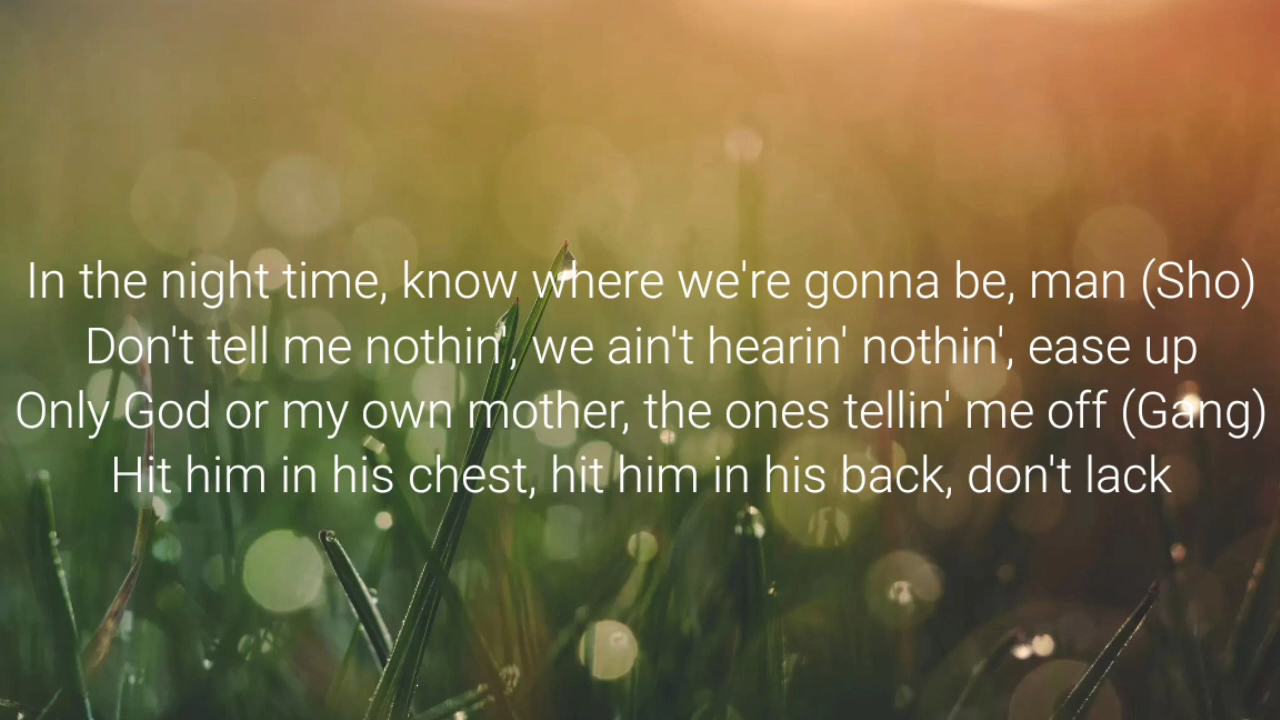 In the night time, know where we're gonna be, man (Sho)
Don't tell me nothin', we ain't hearin' nothin', ease up
Only God or my own mother, the ones tellin' me off (Gang)
Hit him in his chest, hit him in his back, don't lack